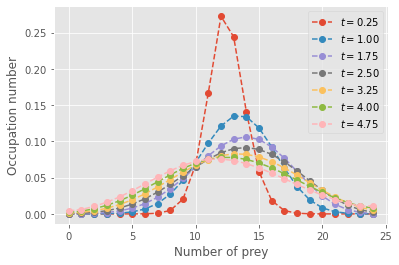 t = 0.25
t = 1.00
t = 1.75
t = 2.50
t = 3.25
t = 4.00
t = 4.75
Occupation number
0.25
0.20
0.15
0.10
0.05
0.00
0 5 10 15 20 25
Number of prey